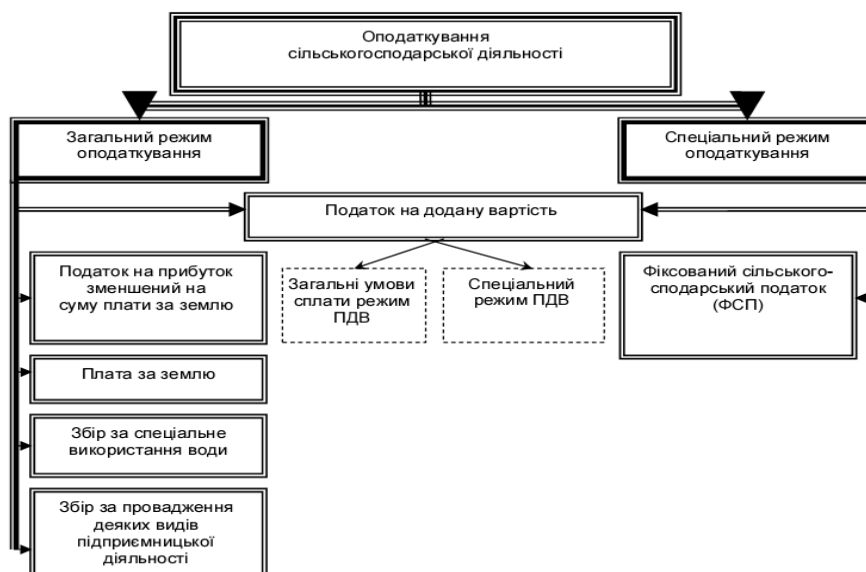 Оподаткування
сільськогосподарської діяльності
Загальний режим
оподаткування
Спеціальний режим
оподаткування
Податок на додану вартість
Податок на прибуток
зменшений на
суму плати за землю
Загальні умови
сплати режим
ПДВ
Спеціальний
режим ПДВ
Фіксований сільсько-
сподарський податок
(ФСП)
Плата за землю
Збір за спеціальне
використання води
Збір за провадження
деяких видів
підприємницької
діяльності